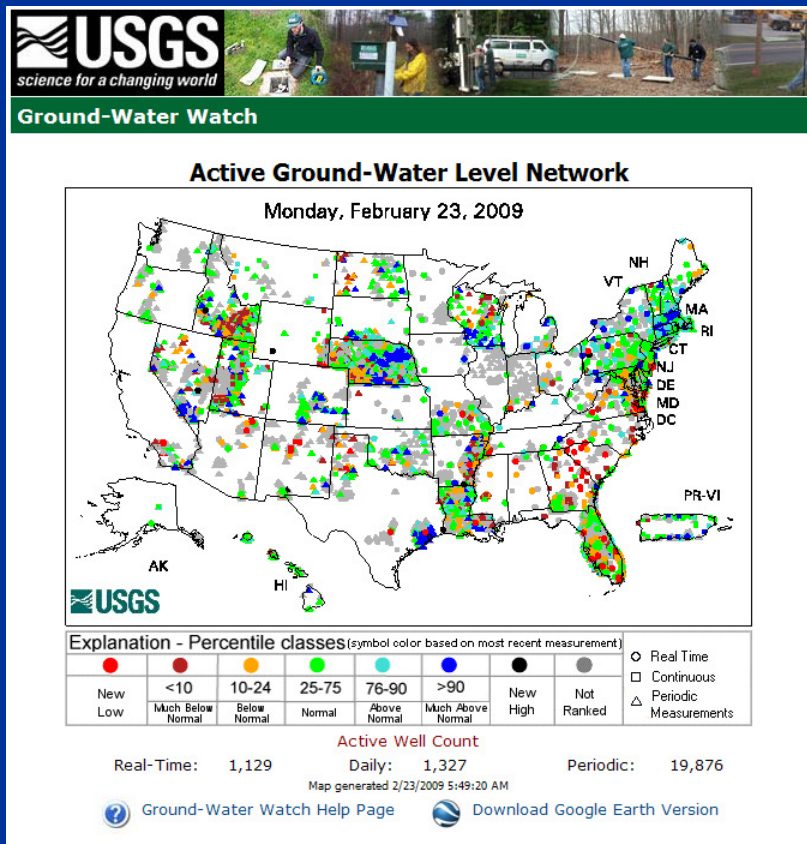 USGS
science for a changing world
Ground-Water Watch
Active Ground-Water Level Network
Monday, February 23, 2009
NH
VT
MA
RI
CT
NJ
DE
MD
DC
PR-VI
AK
HI
USGS
Explanation - Percentile classes (symbol color based on most recent measurement)
New Low
<10 Much Below Normal
10-24 Below Normal
25-75 Normal
76-90 Above Normal
>90 Much Above Normal
New High
Not Ranked
Real Time
Continuous
Periodic Measurements
Active Well Count
Real-Time: 1,129 Daily: 1,327 Periodic: 19,876
Map generated 2/23/2009 5:49:20 AM
Ground-Water Watch Help Page Download Google Earth Version